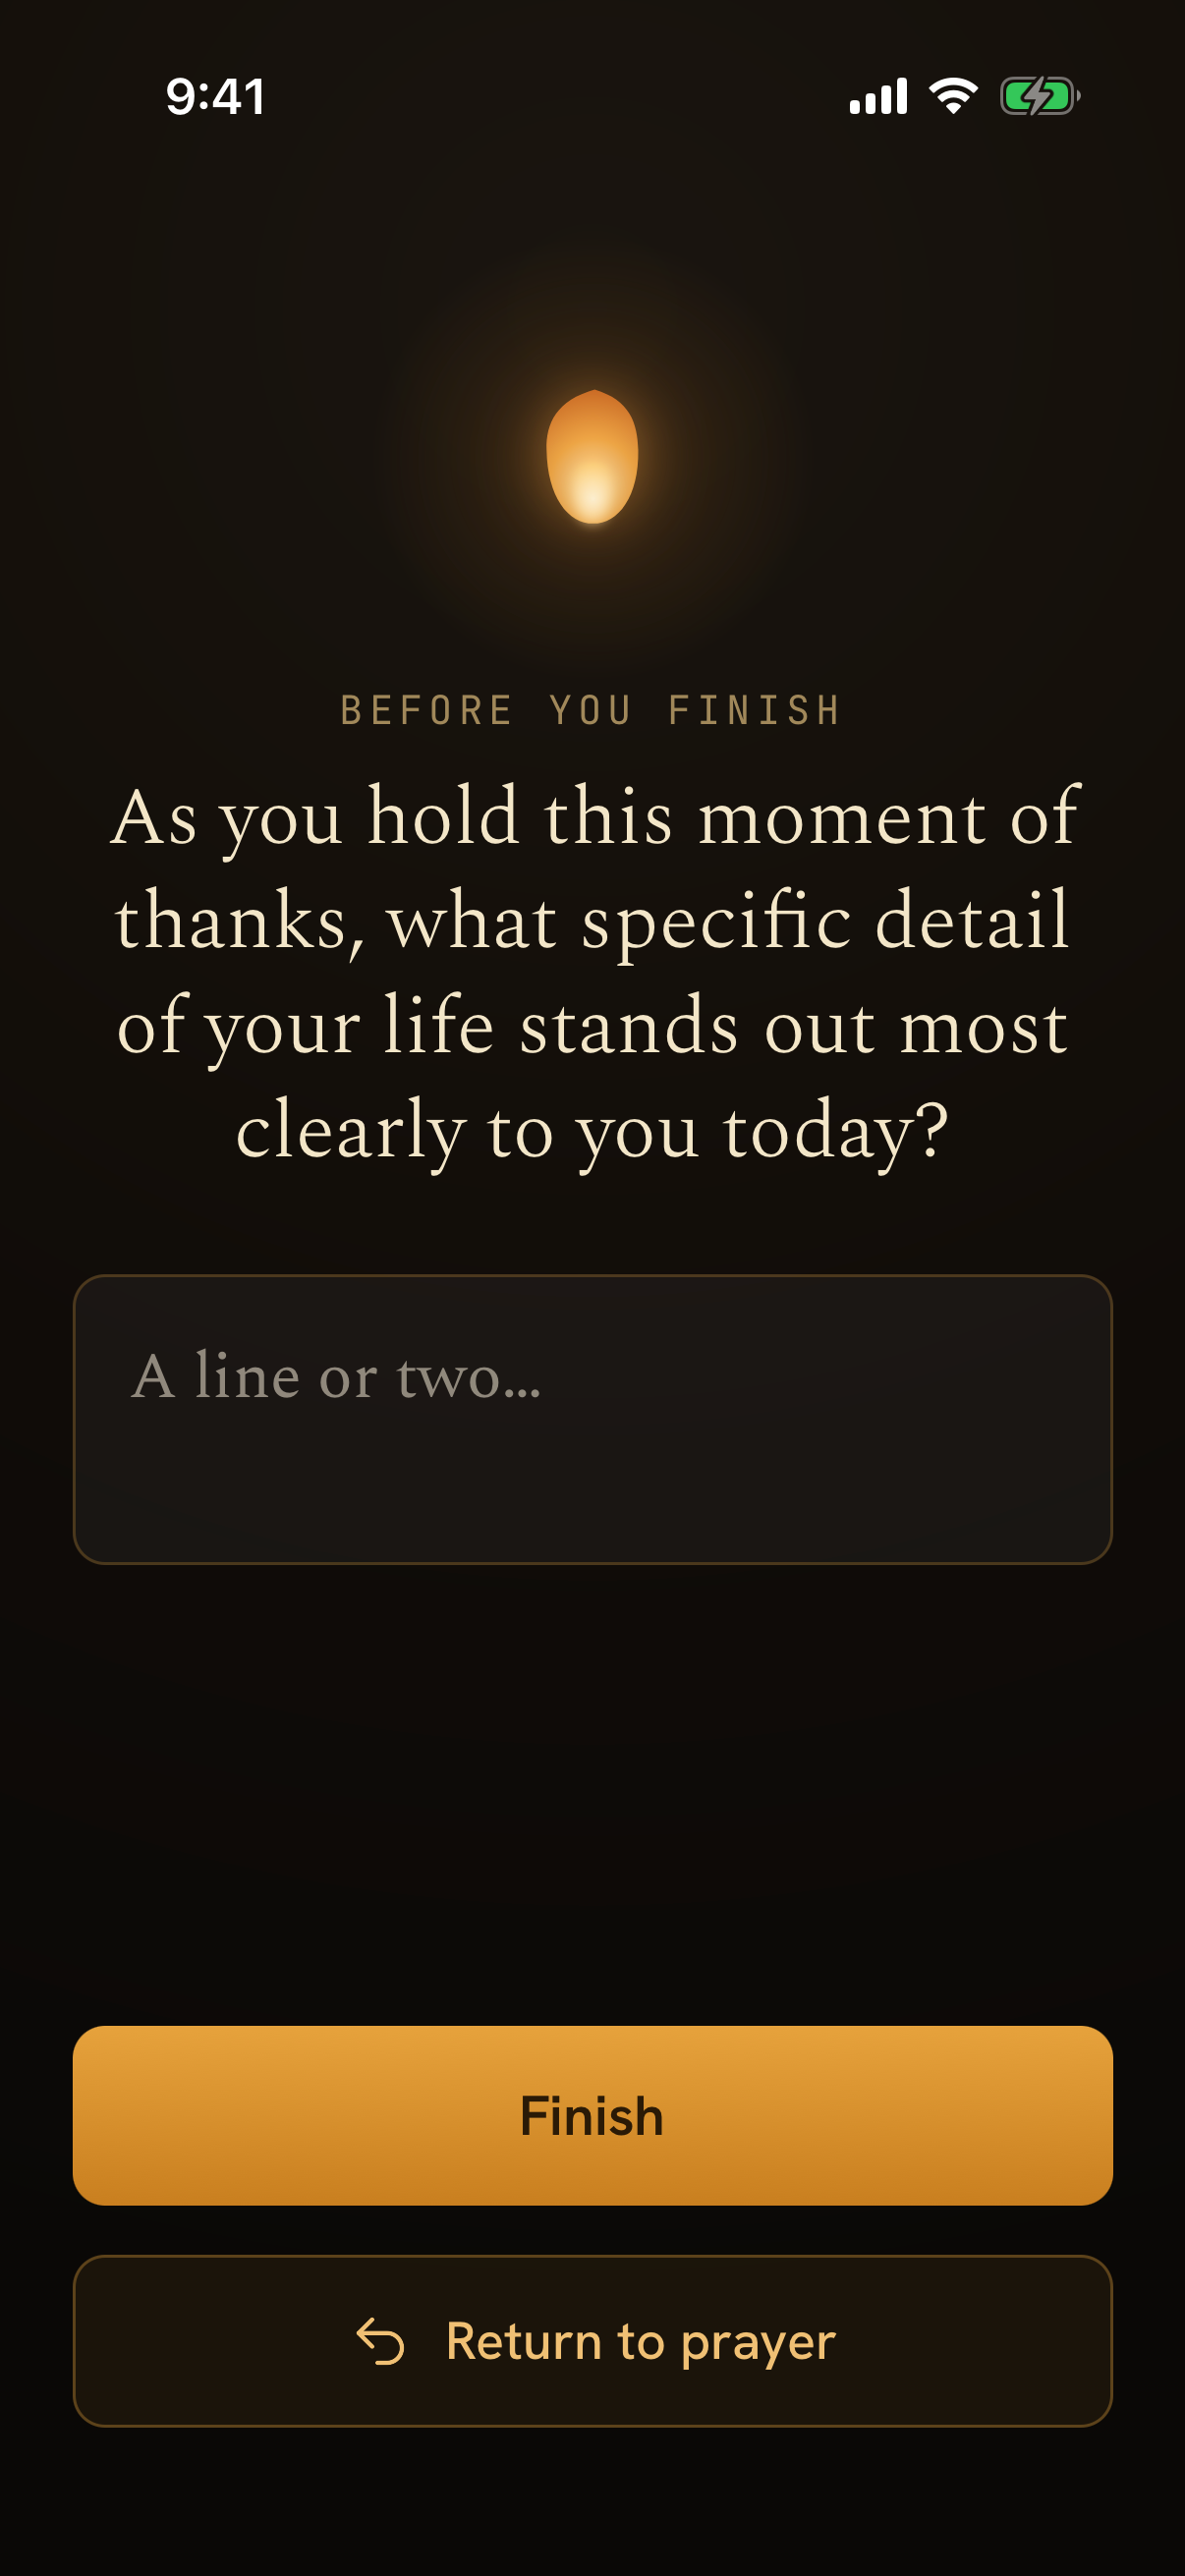 9:41
BEFORE YOU FINISH
As you hold this moment of
thanks, what specific detail
of your life stands out most
clearly to you today?
A line or two…
Finish
Return to prayer